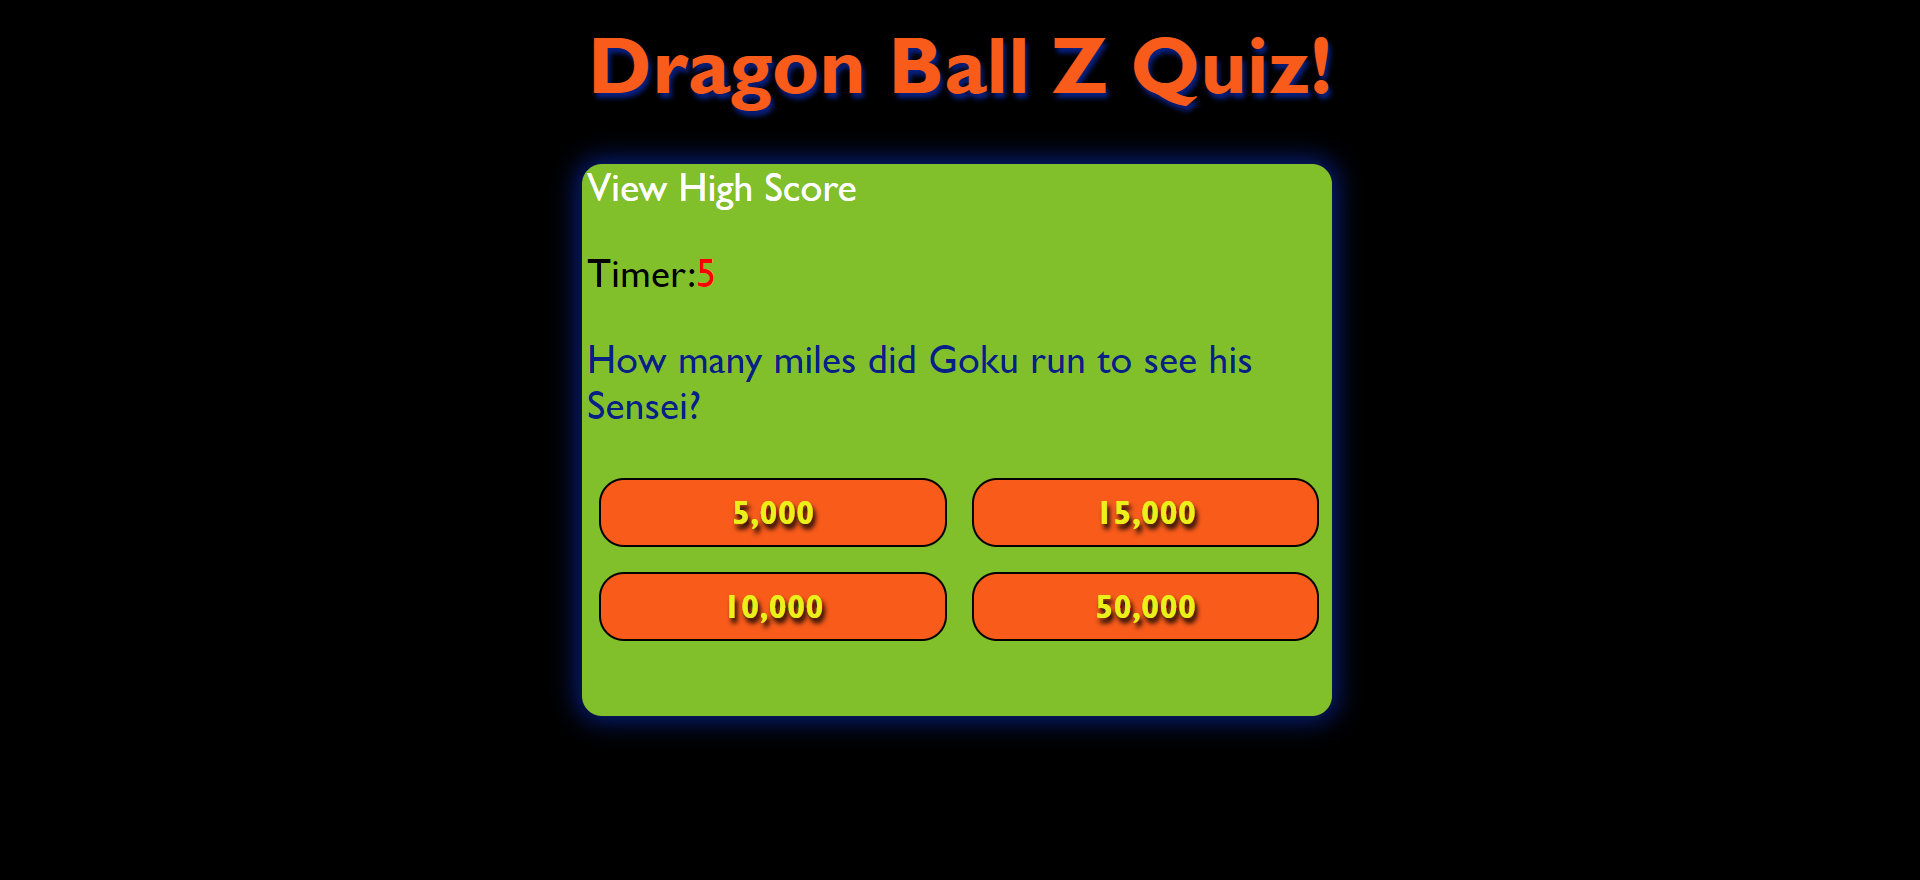 Dragon Ball Z Quiz!
View High Score
Timer:5
How many miles did Goku run to see his
Sensei?
5,000
15,000
10,000
50,000